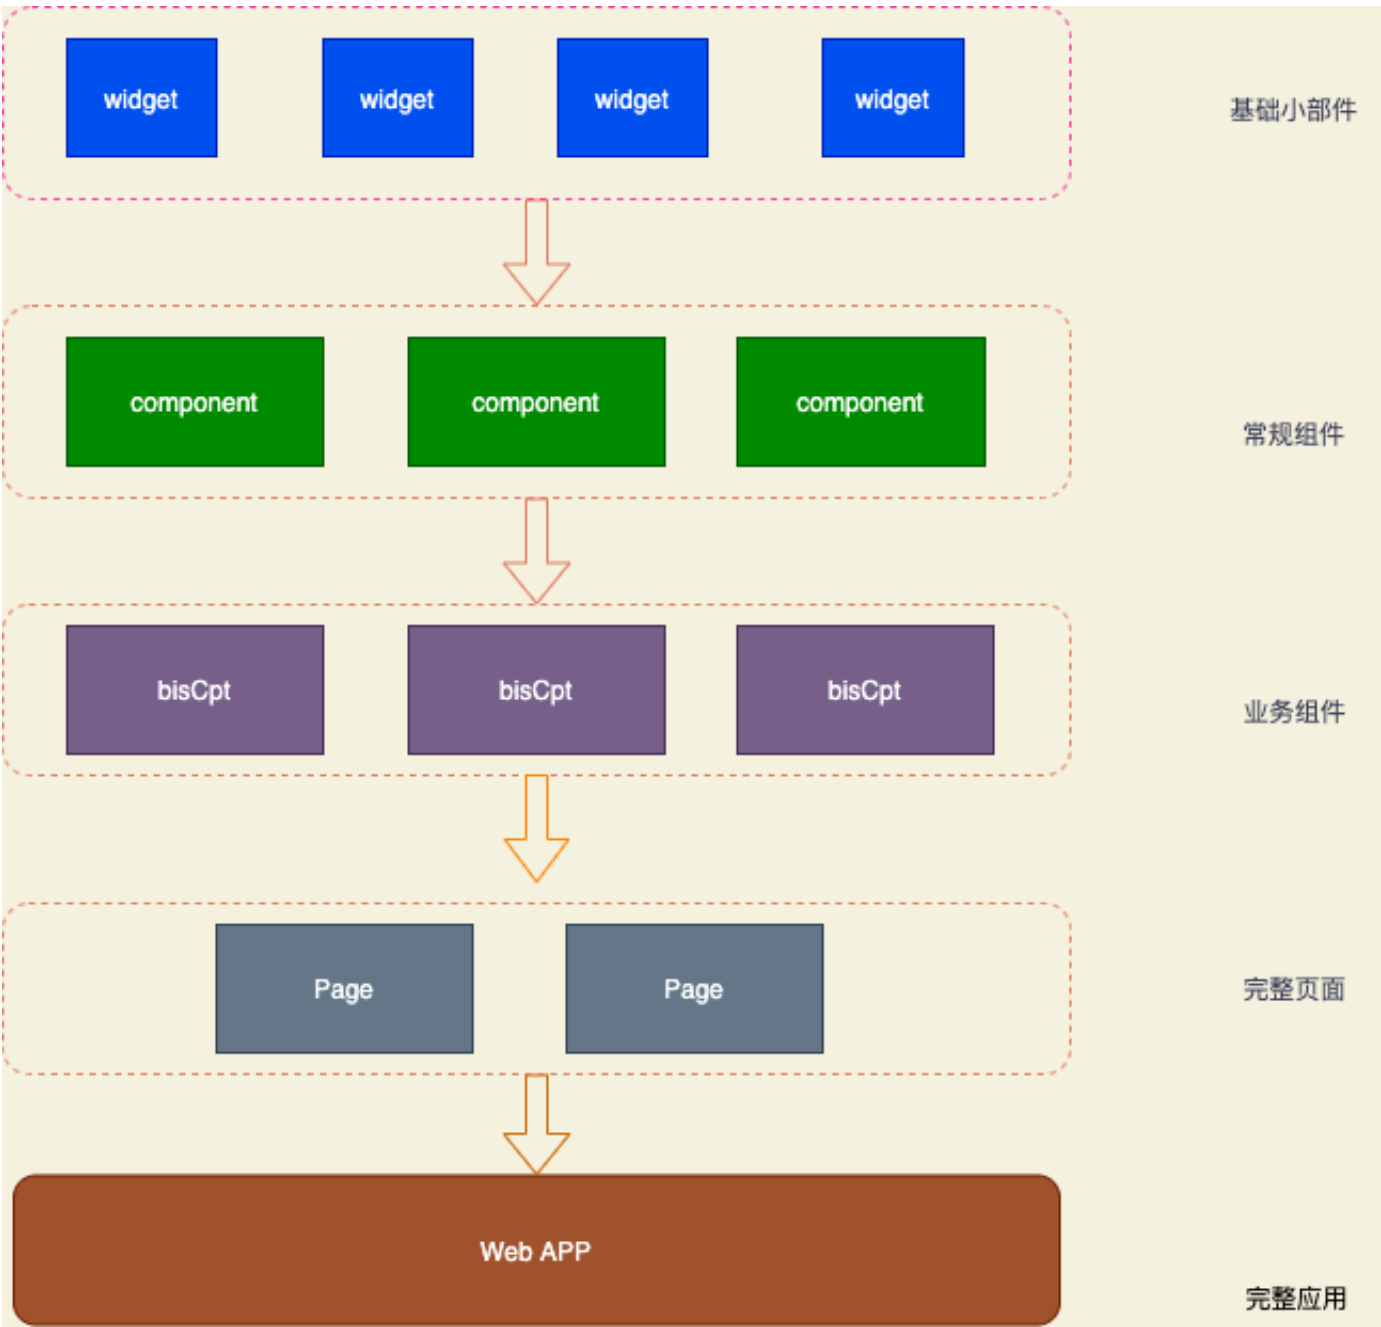 widget widget widget widget
基础小部件
component component component
常规组件
bisCpt bisCpt bisCpt
业务组件
Page Page
完整页面
Web APP
完整应用